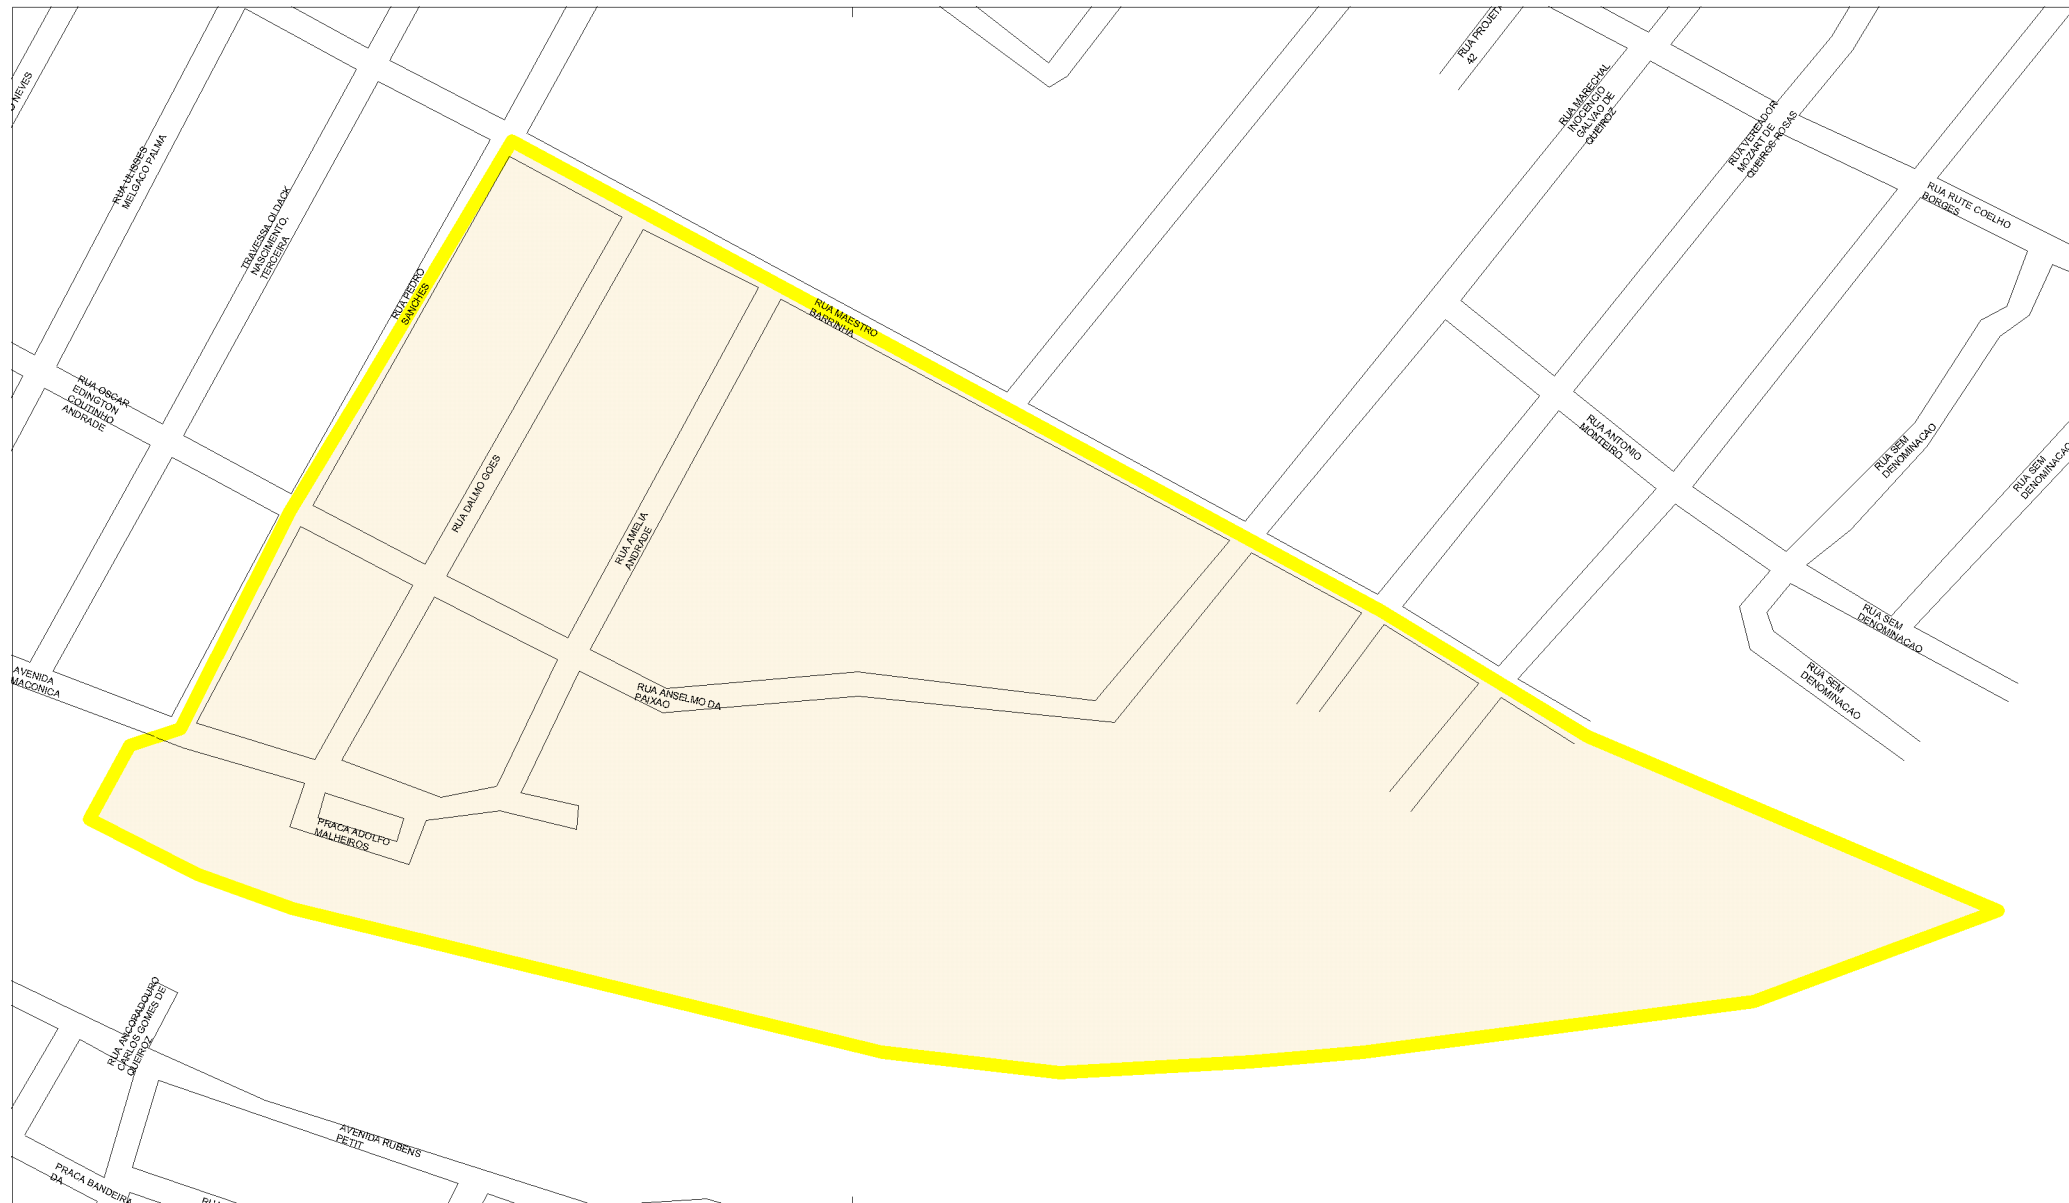 NEVES
RUA ULISSES
MELGACO PALMA
TRAVESSA OLDACK
NASCIMENTO,
TERCEIRA
RUA PEDRO
SANCHES
RUA MAESTRO
BARRINHA
RUA PROJETA
42
RUA MARECHAL
INOCENCIO
GALVAO DE
QUEIROZ
RUA VEREADOR
MOZART DE
QUEIROS ROSAS
RUA RUTE COELHO
BORGES
RUA OSCAR
EDINGTON
COUTINHO
ANDRADE
RUA DALMO GOES
RUA AMELIA
ANDRADE
RUA ANTONIO
MONTEIRO
RUA SEM
DENOMINACAO
RUA SEM
DENOMINACAO
RUA SEM
DENOMINACAO
RUA SEM
DENOMINACAO
AVENIDA
MACONICA
RUA ANSELMO DA
PAIXAO
PRACA ADOLFO
MALHEIROS
RUA ANCORADOURO
CARLOS GOMES DE
QUEIROZ
AVENIDA RUBENS
PETIT
PRACA BANDEIRA
DA